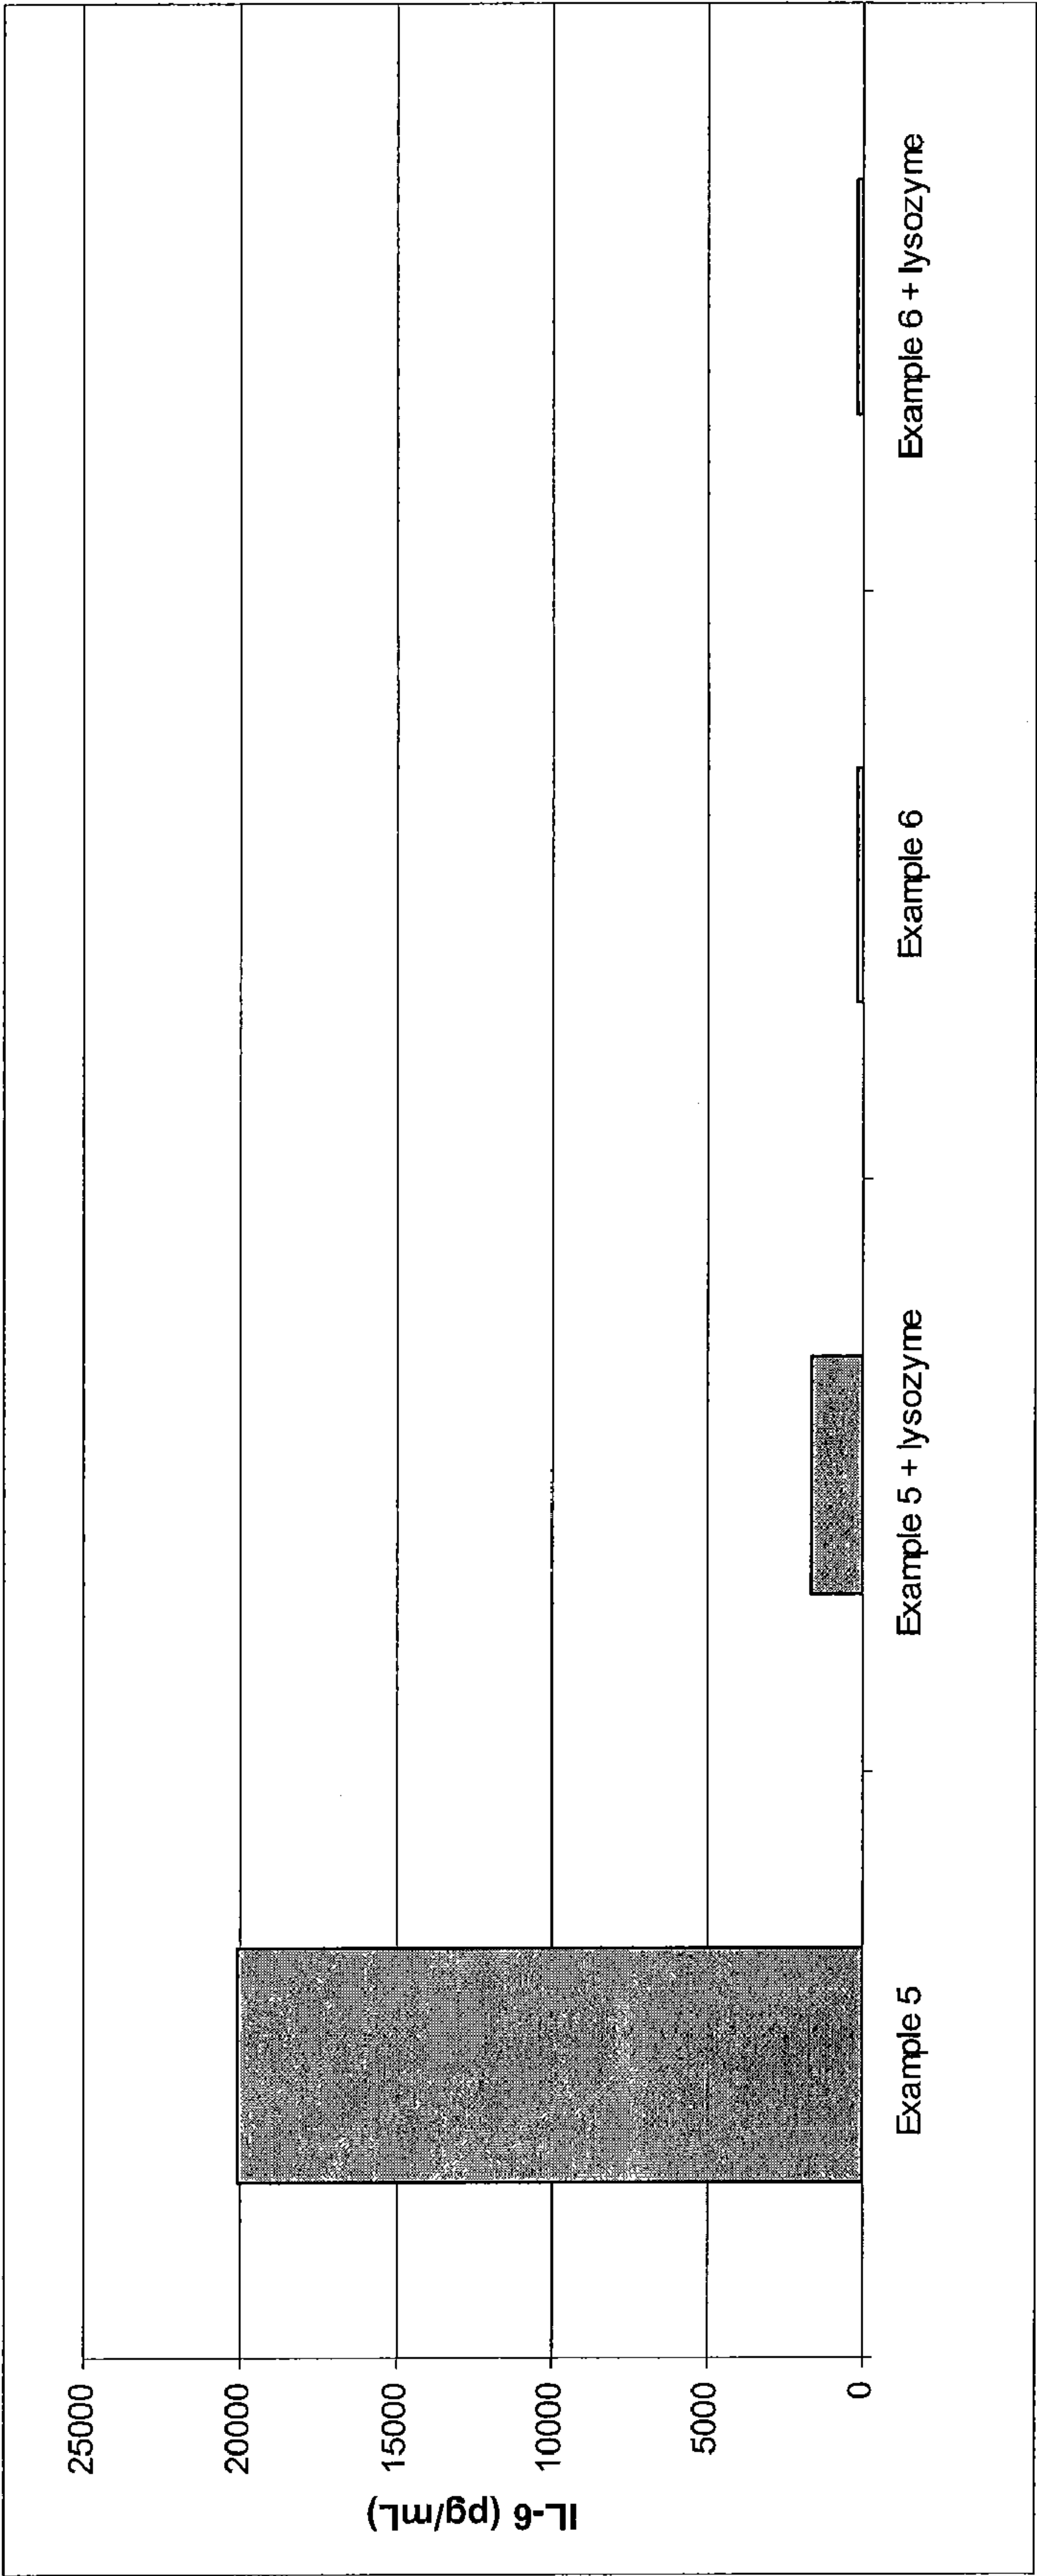 IL-6 (pg/mL)
25000
20000
15000
10000
5000
0
Example 5
Example 5 + lysozyme
Example 6
Example 6 + lysozyme